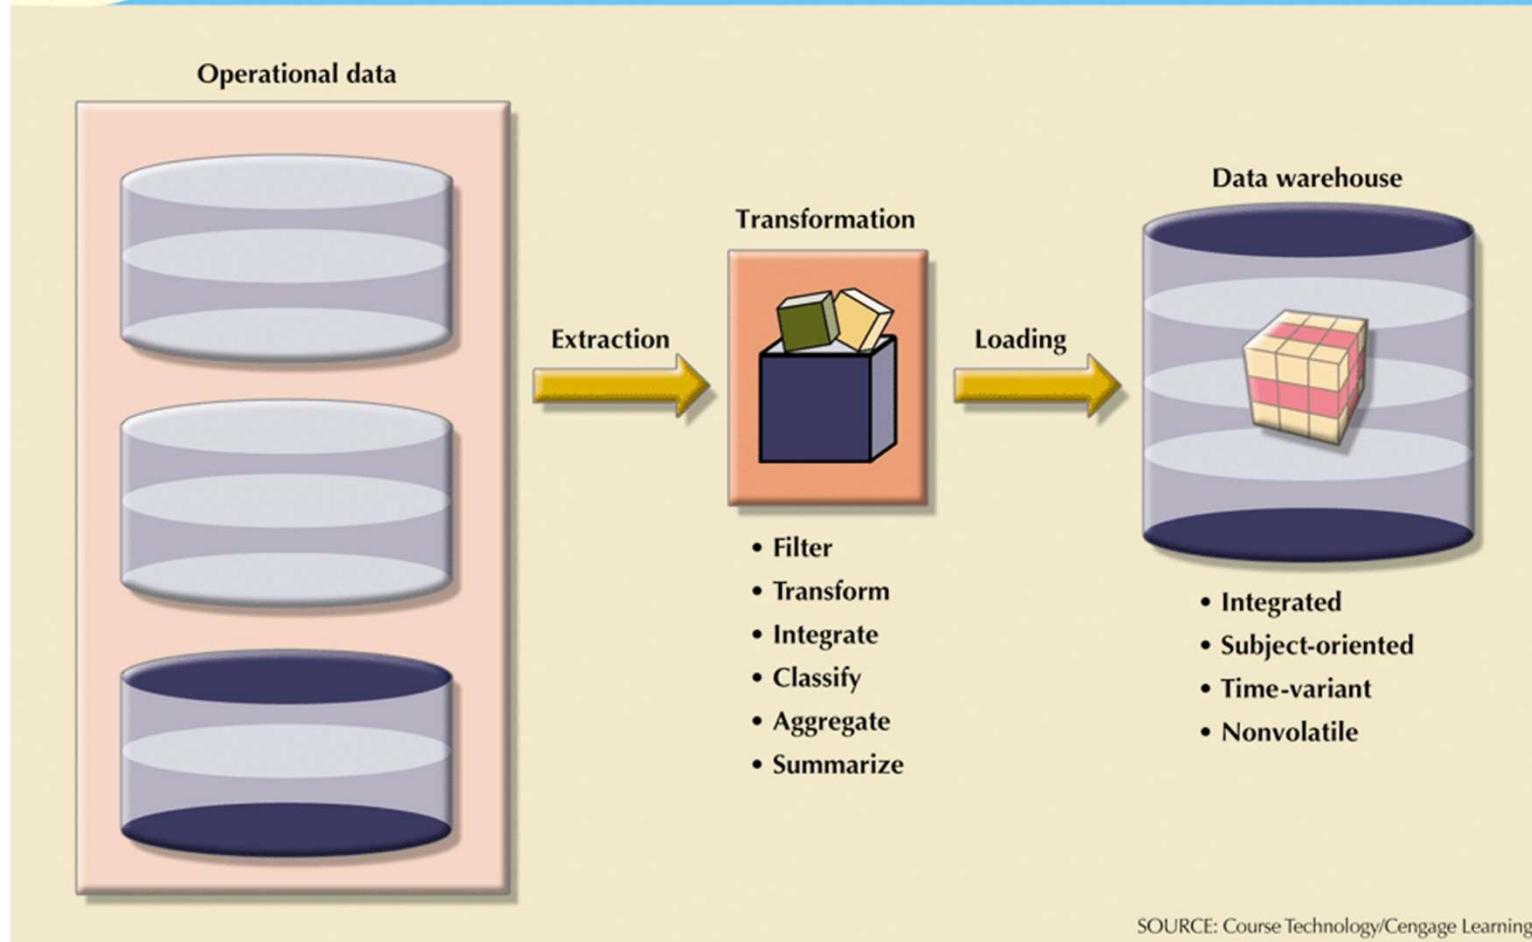 Operational data
Extraction
Transformation
• Filter
• Transform
• Integrate
• Classify
• Aggregate
• Summarize
Loading
Data warehouse
• Integrated
• Subject-oriented
• Time-variant
• Nonvolatile
SOURCE: Course Technology/Cengage Learning